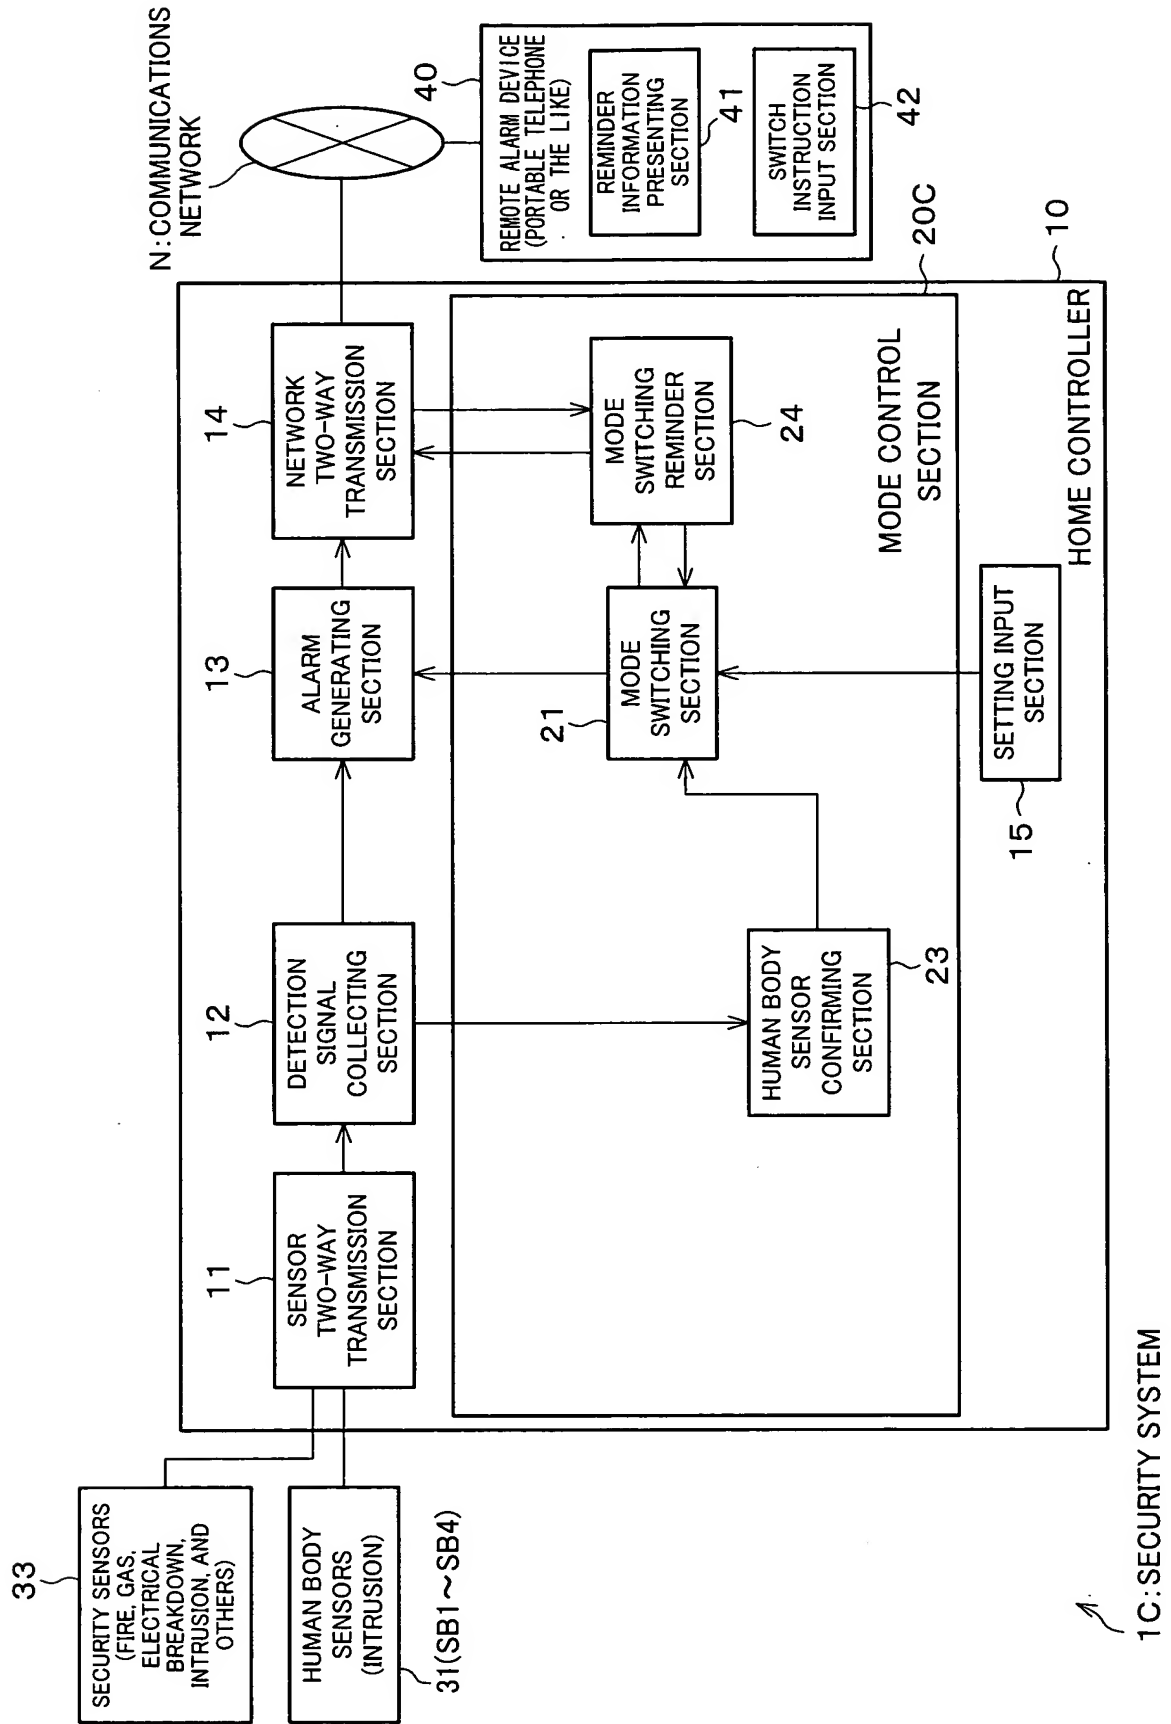 33
SECURITY SENSORS
(FIRE, GAS,
ELECTRICAL
BREAKDOWN,
INTRUSION, AND
OTHERS)
HUMAN BODY
SENSORS
(INTRUSION)
31(SB1~SB4)
11
SENSOR
TWO-WAY
TRANSMISSION
SECTION
12
DETECTION
SIGNAL
COLLECTING
SECTION
13
ALARM
GENERATING
SECTION
14
NETWORK
TWO-WAY
TRANSMISSION
SECTION
N:COMMUNICATIONS
NETWORK
40
REMOTE ALARM DEVICE
(PORTABLE TELEPHONE
OR THE LIKE)
REMINDER
INFORMATION
PRESENTING
SECTION
41
SWITCH
INSTRUCTION
INPUT SECTION
42
21
MODE
SWITCHING
SECTION
MODE
SWITCHING
REMINDER
SECTION
24
HUMAN BODY
SENSOR
CONFIRMING
SECTION
23
MODE CONTROL
SECTION
20C
15
SETTING INPUT
SECTION
HOME CONTROLLER
10
1C:SECURITY SYSTEM